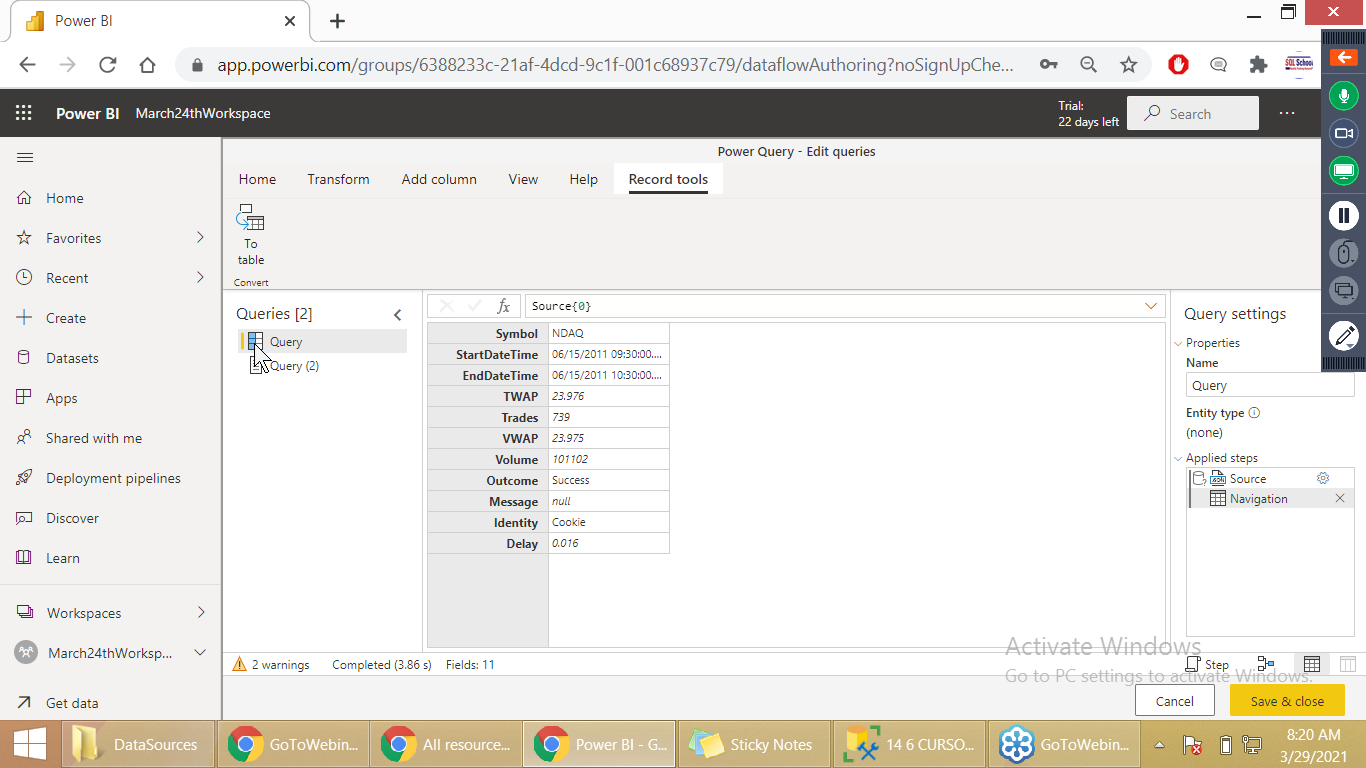 Power BI
app.powerbi.com/groups/6388233c-21af-4dcd-9c1f-001c68937c79/dataflowAuthoring?noSignUpChe...
SQL School
Power BI March24thWorkspace
Trial:
22 days left
Search
Home
Favorites
Recent
Create
Datasets
Apps
Shared with me
Deployment pipelines
Discover
Learn
Workspaces
March24thWorksp...
Get data
Power Query - Edit queries
Home Transform Add column View Help Record tools
To
table
Convert
Queries [2]
Query
Query (2)
fx Source{0}
Symbol NDAQ
StartDateTime 06/15/2011 09:30:00....
EndDateTime 06/15/2011 10:30:00....
TWAP 23.976
Trades 739
VWAP 23.975
Volume 101102
Outcome Success
Message null
Identity Cookie
Delay 0.016
Query settings
Properties
Name
Query
Entity type
(none)
Applied steps
Source
Navigation
2 warnings Completed (3.86 s) Fields: 11
Step
Activate Windows
Go to PC settings to activate Windows.
Cancel Save & close
DataSources
GoToWebin...
All resource...
Power BI - G...
Sticky Notes
14 6 CURSO...
GoToWebin...
8:20 AM
3/29/2021